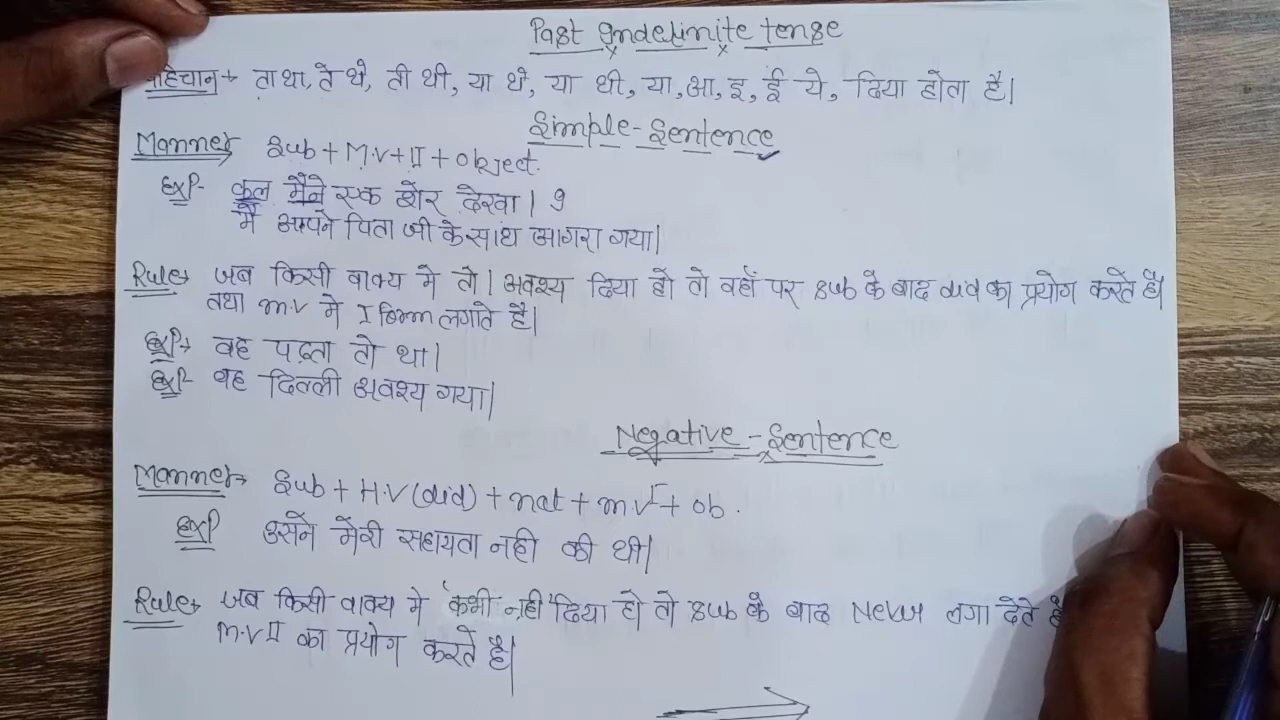 Past Indefinite tense
पहिचान → ता था, ते थे, ती थी, या थे, या थी, या, आ, इ, ई ये, दिया होता है।
Simple-Sentence
Manner Sub + M.V + II + object.
Exp- कल मैने एक शेर देखा।
मै अपने पिता जी के साथ आगरा गया।
Rule→ जब किसी वाक्य मे तो। अवश्य दिया हो तो वहाँ पर Sub के बाद did का प्रयोग करते है।
तथा m.v मे I form लगाते है।
Exp→ वह पढ़ता तो था।
Exp- वह दिल्ली अवश्य गया।
Negative-Sentence
Manner→ Sub + H.V (did) + not + m.v I + ob.
Exp उसने मेरी सहायता नही की थी।
Rule→ जब किसी वाक्य मे 'कभी नही' दिया हो तो Sub के बाद Never लगा देते है
m.v II का प्रयोग करते है।